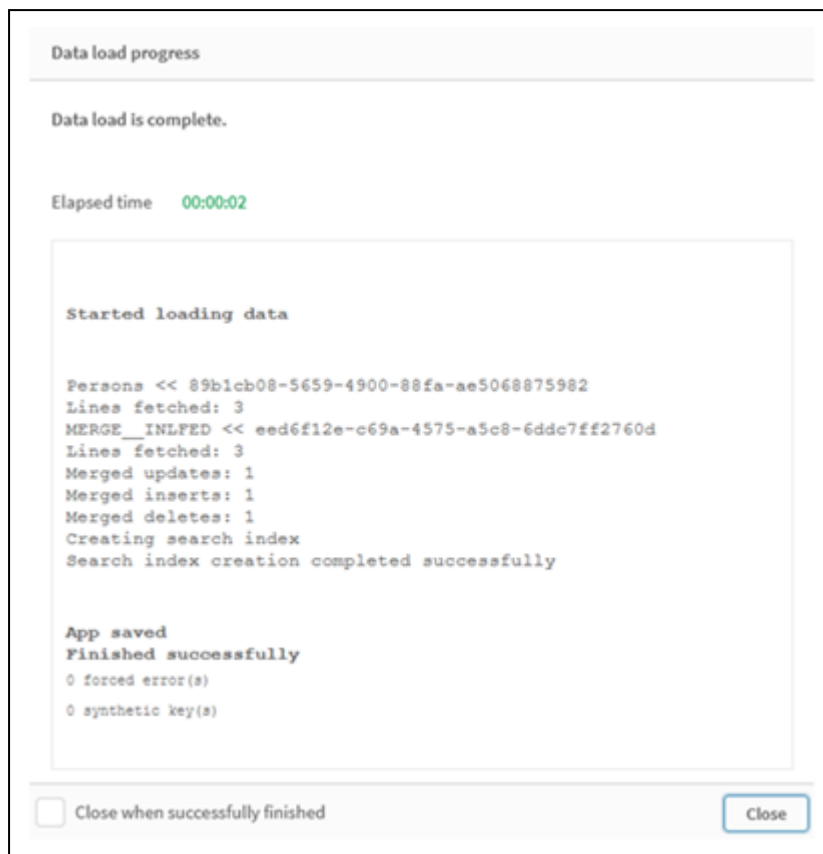 Data load progress
Data load is complete.
Elapsed time 00:00:02
Started loading data
Persons << 89b1cb08-5659-4900-88fa-ae5068875982
Lines fetched: 3
MERGE__INLFED << eed6f12e-c69a-4575-a5c8-6ddc7ff2760d
Lines fetched: 3
Merged updates: 1
Merged inserts: 1
Merged deletes: 1
Creating search index
Search index creation completed successfully
App saved
Finished successfully
0 forced error(s)
0 synthetic key(s)
Close when successfully finished
Close